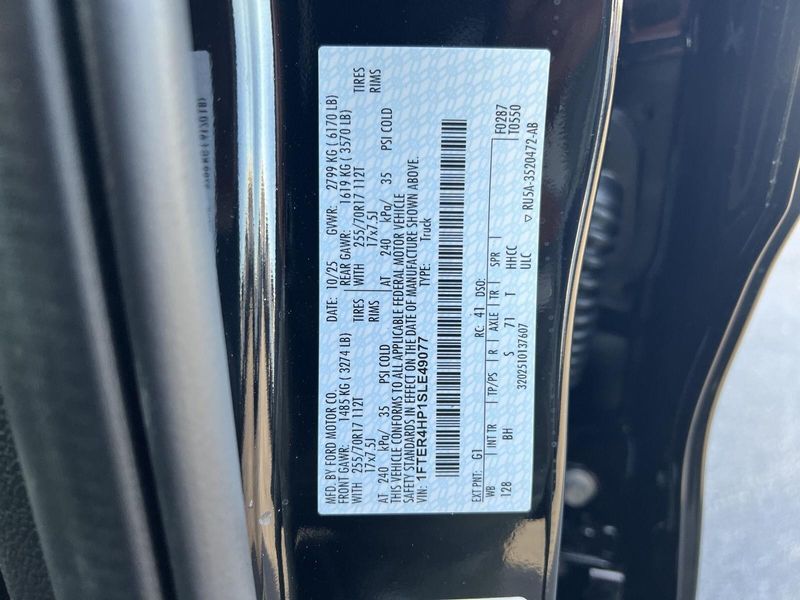 MFD. BY FORD MOTOR CO. 10/25 GVWR: 2799 KG ( 6170 LB)
FRONT GAWR: 1485 KG ( 3274 LB) REAR GAWR: 1619 KG ( 3570 LB)
WITH 255/70R17 112T TIRES WITH 255/70R17 112T TIRES
17x7.5J RIMS 17x7.5J RIMS
AT 240 kPa/ 35 PSI COLD AT 240 kPa/ 35 PSI COLD
THIS VEHICLE CONFORMS TO ALL APPLICABLE FEDERAL MOTOR VEHICLE
SAFETY STANDARDS IN EFFECT ON THE DATE OF MANUFACTURE SHOWN ABOVE.
VIN: 1FTER4HP1SLE49077 TYPE: Truck
F0287
T0550
EXT PNT: G1 RC: 41 DSO:
WB INT TR TP/PS R AXLE TR SPR
128 BH S 71 T HHCC
ULC
3202510137607 ▽ RU5A-3520472-AB